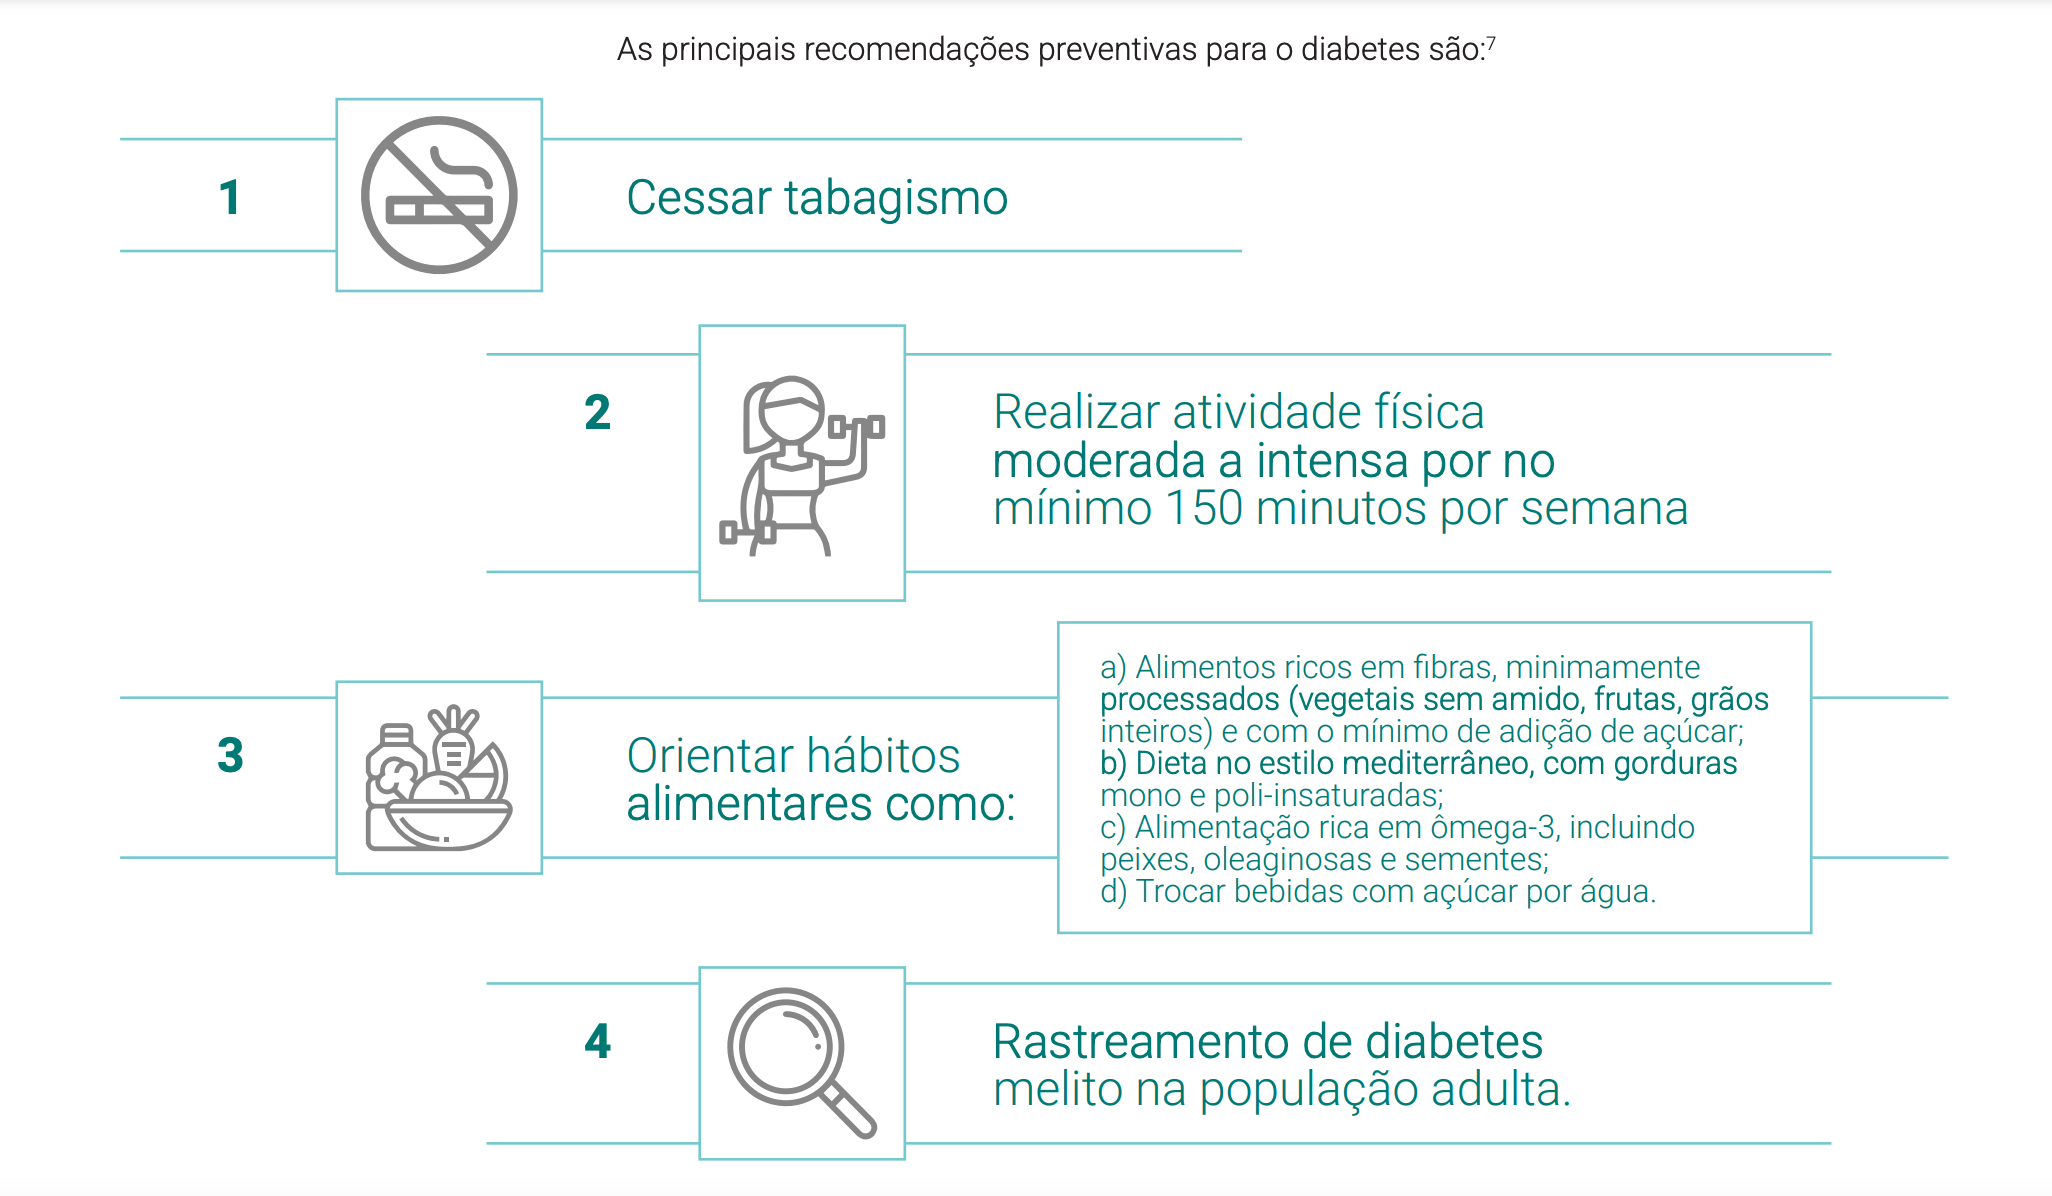 As principais recomendações preventivas para o diabetes são:⁷
1
Cessar tabagismo
2
Realizar atividade física
moderada a intensa por no
mínimo 150 minutos por semana
3
Orientar hábitos
alimentares como:
a) Alimentos ricos em fibras, minimamente
processados (vegetais sem amido, frutas, grãos
inteiros) e com o mínimo de adição de açúcar;
b) Dieta no estilo mediterrâneo, com gorduras
mono e poli-insaturadas;
c) Alimentação rica em ômega-3, incluindo
peixes, oleaginosas e sementes;
d) Trocar bebidas com açúcar por água.
4
Rastreamento de diabetes
melito na população adulta.